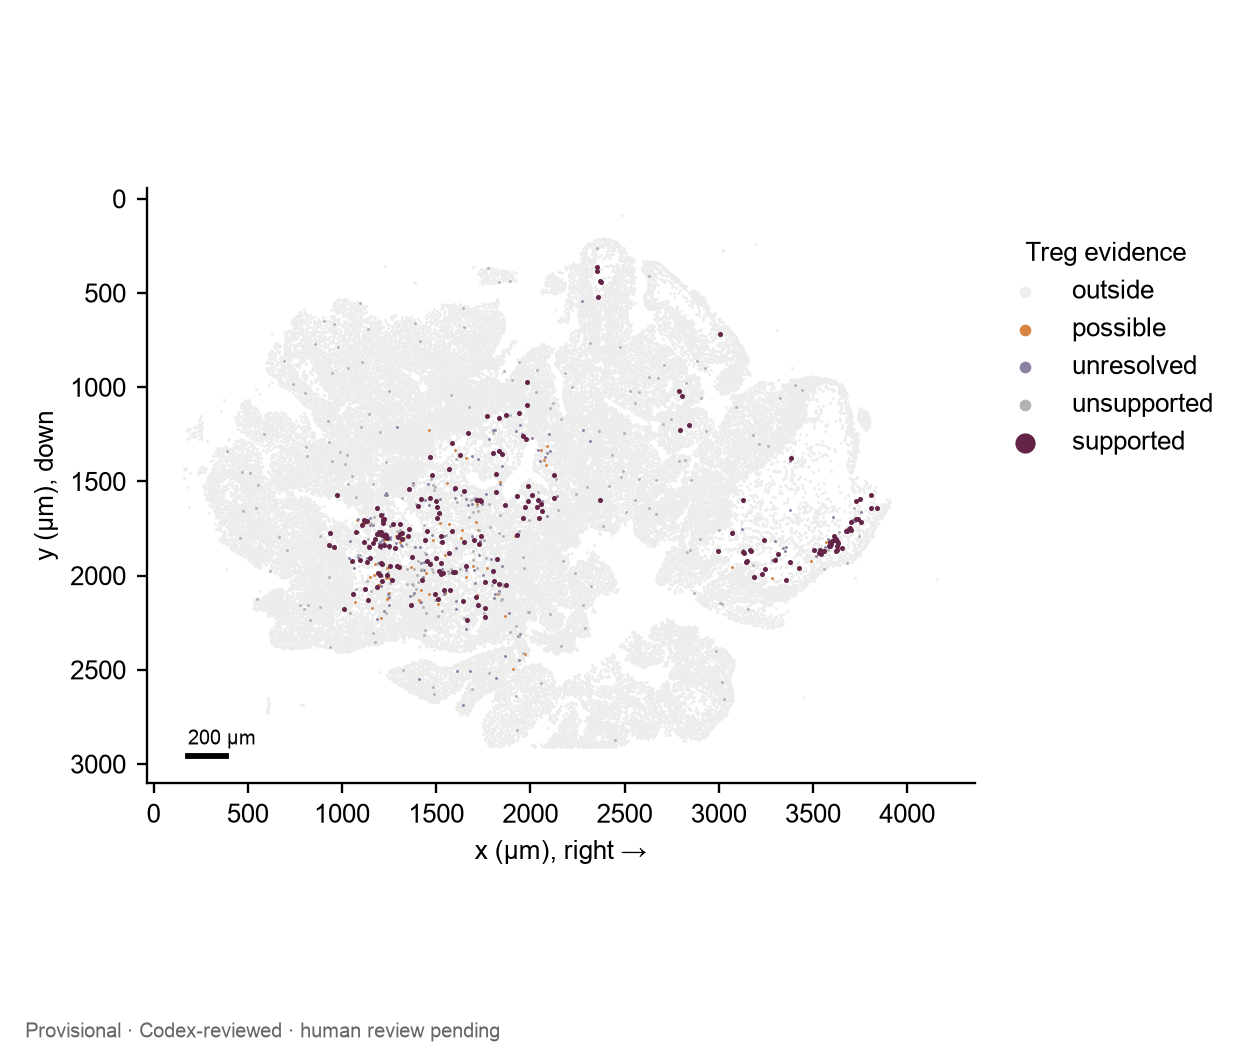 0
500
1000
1500
2000
2500
3000
y (µm), down
200 µm
0 500 1000 1500 2000 2500 3000 3500 4000
x (µm), right →
Treg evidence
outside
possible
unresolved
unsupported
supported
Provisional · Codex-reviewed · human review pending